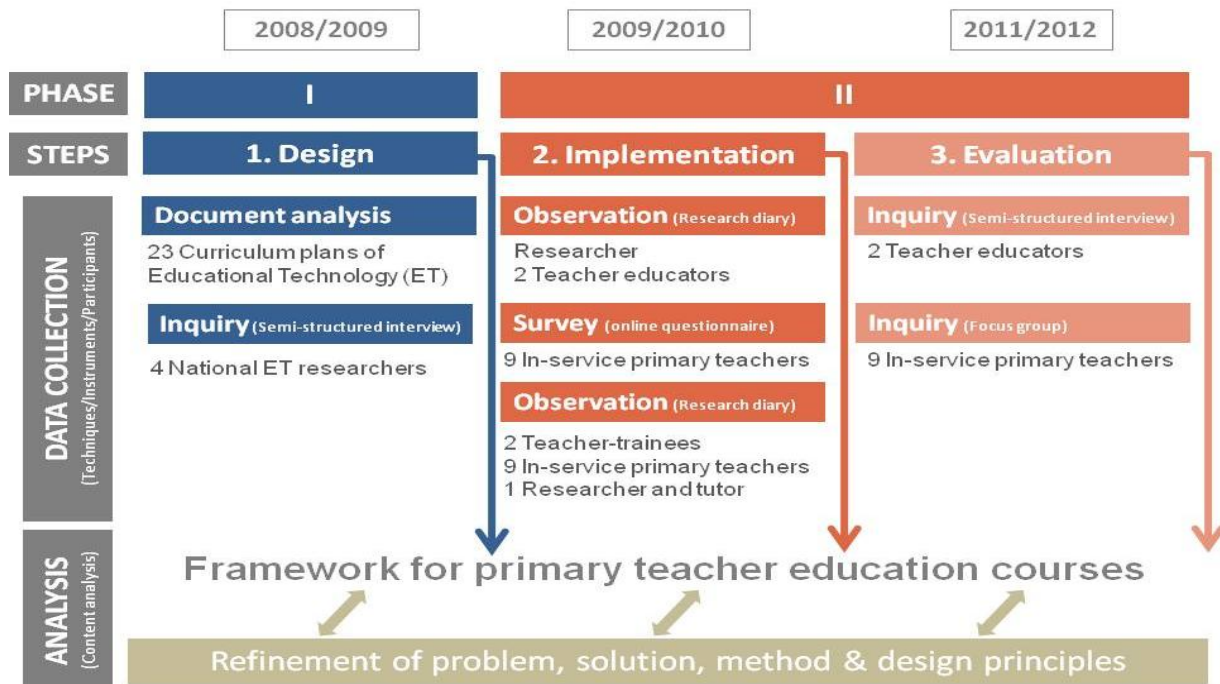 2008/2009
2009/2010
2011/2012
PHASE
I
II
STEPS
1. Design
2. Implementation
3. Evaluation
DATA COLLECTION
(Techniques/Instruments/Participants)
Document analysis
23 Curriculum plans of
Educational Technology (ET)
Inquiry (Semi-structured interview)
4 National ET researchers
Observation (Research diary)
Researcher
2 Teacher educators
Survey (online questionnaire)
9 In-service primary teachers
Observation (Research diary)
2 Teacher-trainees
9 In-service primary teachers
1 Researcher and tutor
Inquiry (Semi-structured interview)
2 Teacher educators
Inquiry (Focus group)
9 In-service primary teachers
ANALYSIS
(Content analysis)
Framework for primary teacher education courses
Refinement of problem, solution, method & design principles